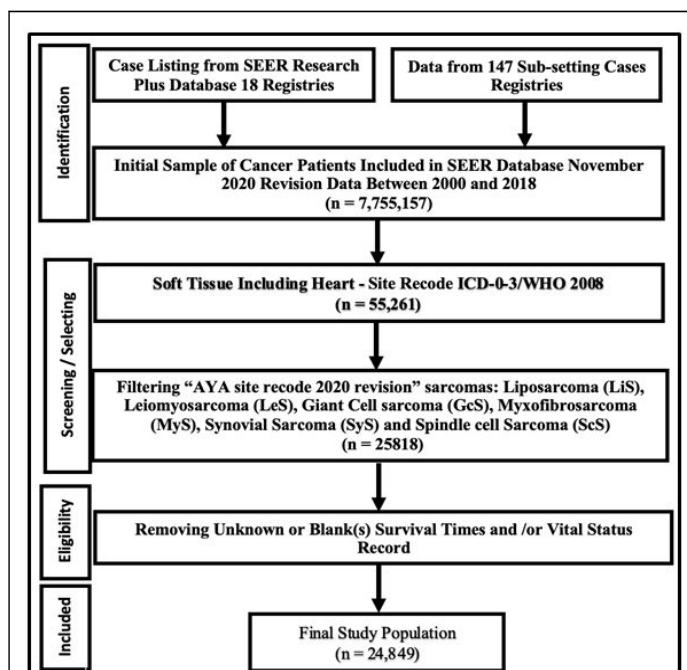 Case Listing from SEER Research
Plus Database 18 Registries
Data from 147 Sub-setting Cases
Registries
Identification
Initial Sample of Cancer Patients Included in SEER Database November
2020 Revision Data Between 2000 and 2018
(n = 7,755,157)
Screening / Selecting
Soft Tissue Including Heart - Site Recode ICD-0-3/WHO 2008
(n = 55,261)
Filtering “AYA site recode 2020 revision” sarcomas: Liposarcoma (LiS),
Leiomyosarcoma (LeS), Giant Cell sarcoma (GcS), Myxofibrosarcoma
(MyS), Synovial Sarcoma (SyS) and Spindle cell Sarcoma (ScS)
(n = 25818)
Eligibility
Removing Unknown or Blank(s) Survival Times and /or Vital Status
Record
Included
Final Study Population
(n = 24,849)